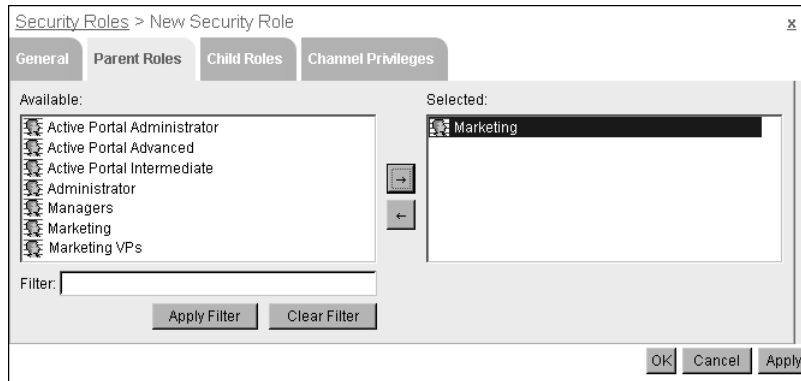 Security Roles > New Security Role
x
General
Parent Roles
Child Roles
Channel Privileges
Available:
Active Portal Administrator
Active Portal Advanced
Active Portal Intermediate
Administrator
Managers
Marketing
Marketing VPs
→
←
Selected:
Marketing
Filter:
Apply Filter
Clear Filter
OK
Cancel
Apply